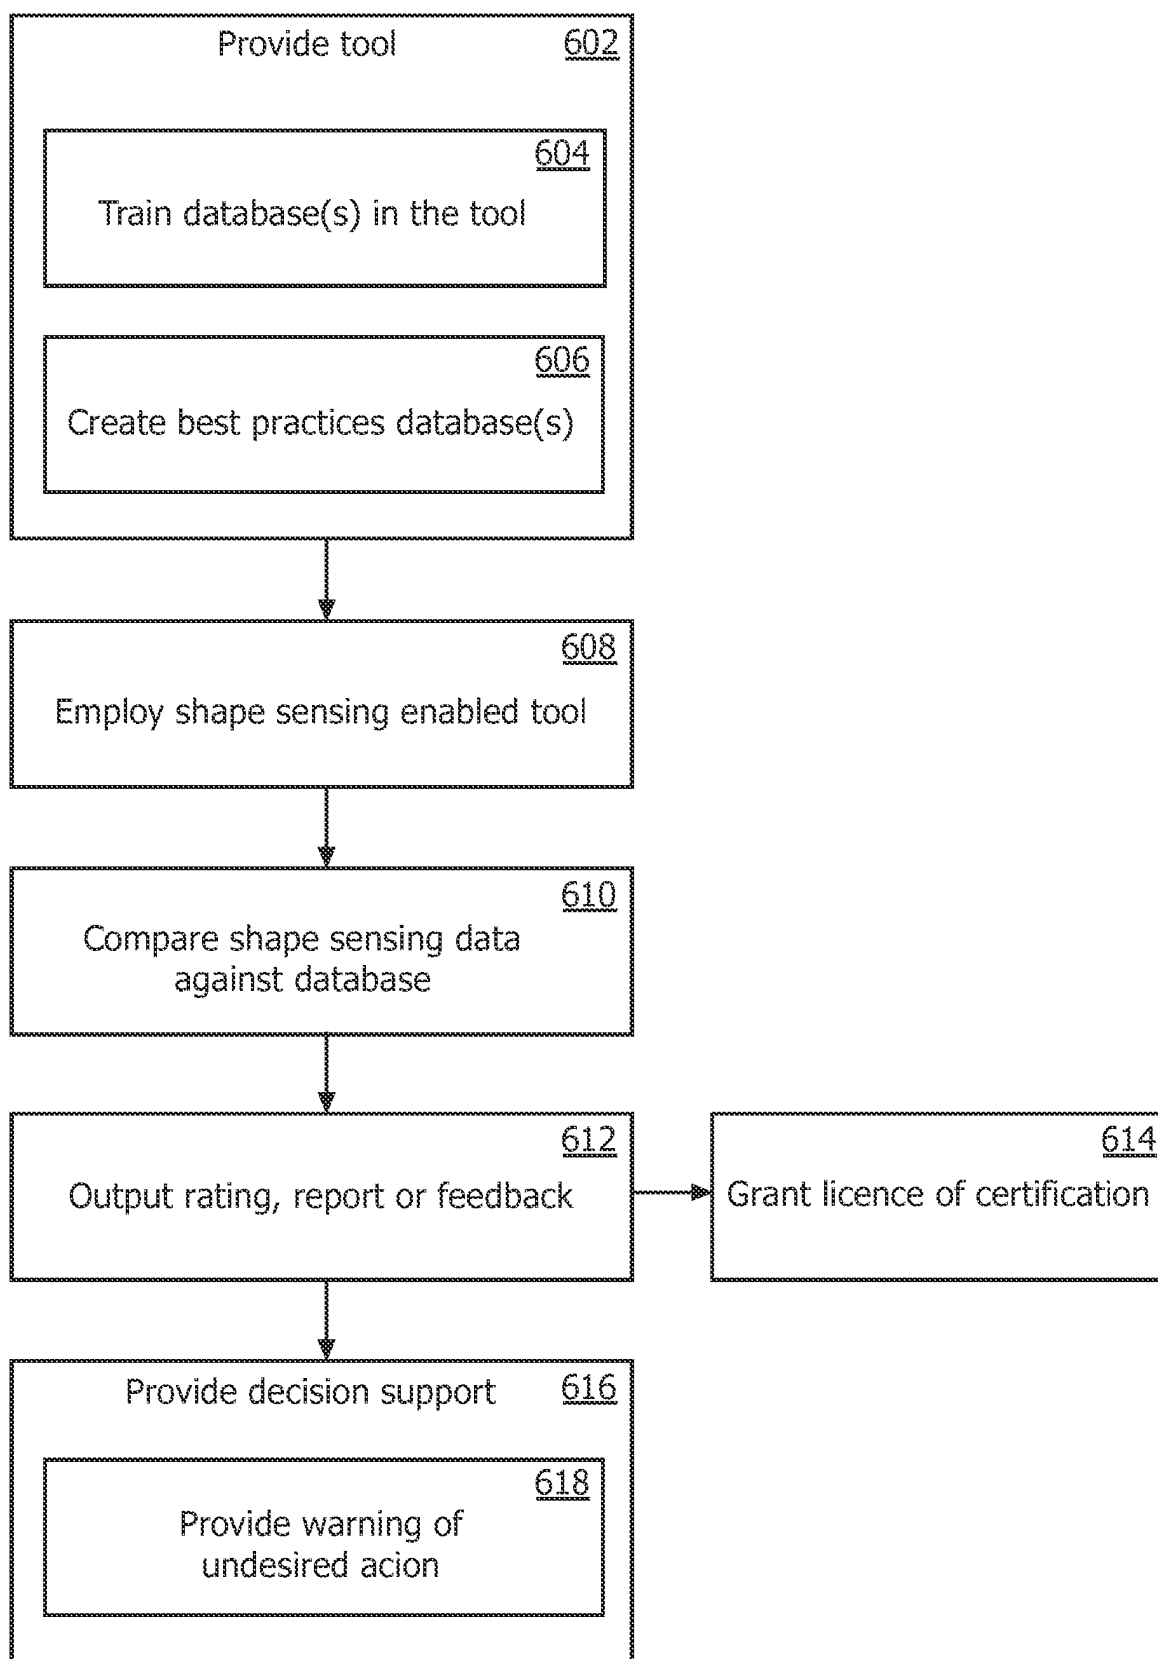 Provide tool 602
604
Train database(s) in the tool
606
Create best practices database(s)
608
Employ shape sensing enabled tool
610
Compare shape sensing data
against database
612
Output rating, report or feedback
614
Grant licence of certification
Provide decision support 616
618
Provide warning of
undesired acion